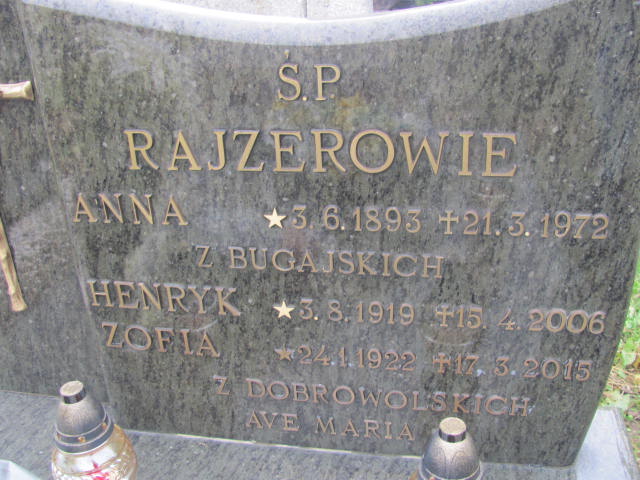 Ś.P.
RAJZEROWIE
ANNA ★3.6.1893 ✝21.3.1972
Z BUGAJSKICH
HENRYK ★3.8.1919 ✝15.4.2006
ZOFIA ★24.1.1922 ✝17.3.2015
Z DOBROWOLSKICH
AVE MARIA